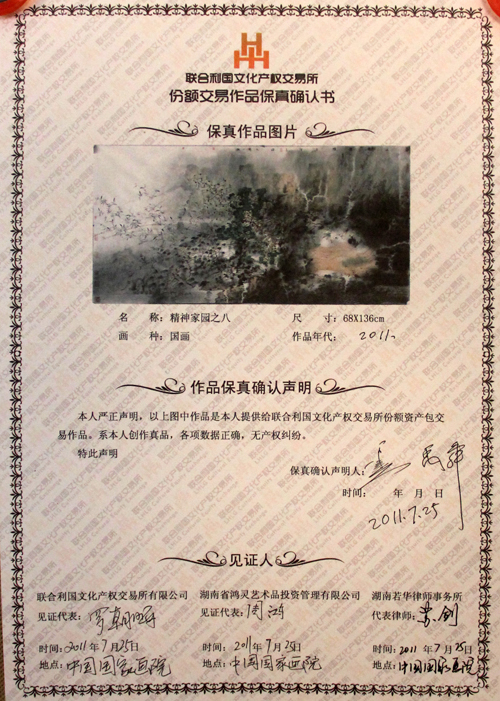 联合利国文化产权交易所
份额交易作品保真确认书
保真作品图片
名 称：精神家园之八 尺 寸：68X136cm
画 种：国画 作品年代：2011、
作品保真确认声明
本人严正声明，以上图中作品是本人提供给联合利国文化产权交易所份额资产包交
易作品。系本人创作真品，各项数据正确，无产权纠纷。
特此声明
保真确认声明人：
时间： 年 月 日
2011.7.25
见证人
联合利国文化产权交易所有限公司 湖南省鸿灵艺术品投资管理有限公司 湖南若华律师事务所
见证代表： 见证代表： 代表律师：
时间：2011年7月25日 2011年7月25日 时间：2011年7月25日
地点：中国国家画院 地点：中国国家画院 地点：中国国家画院